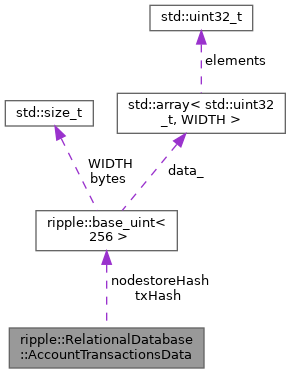 std::uint32_t
elements
std::size_t
std::array< std::uint32
_t, WIDTH >
WIDTH
bytes
data_
ripple::base_uint<
256 >
nodestoreHash
txHash
ripple::RelationalDatabase
::AccountTransactionsData